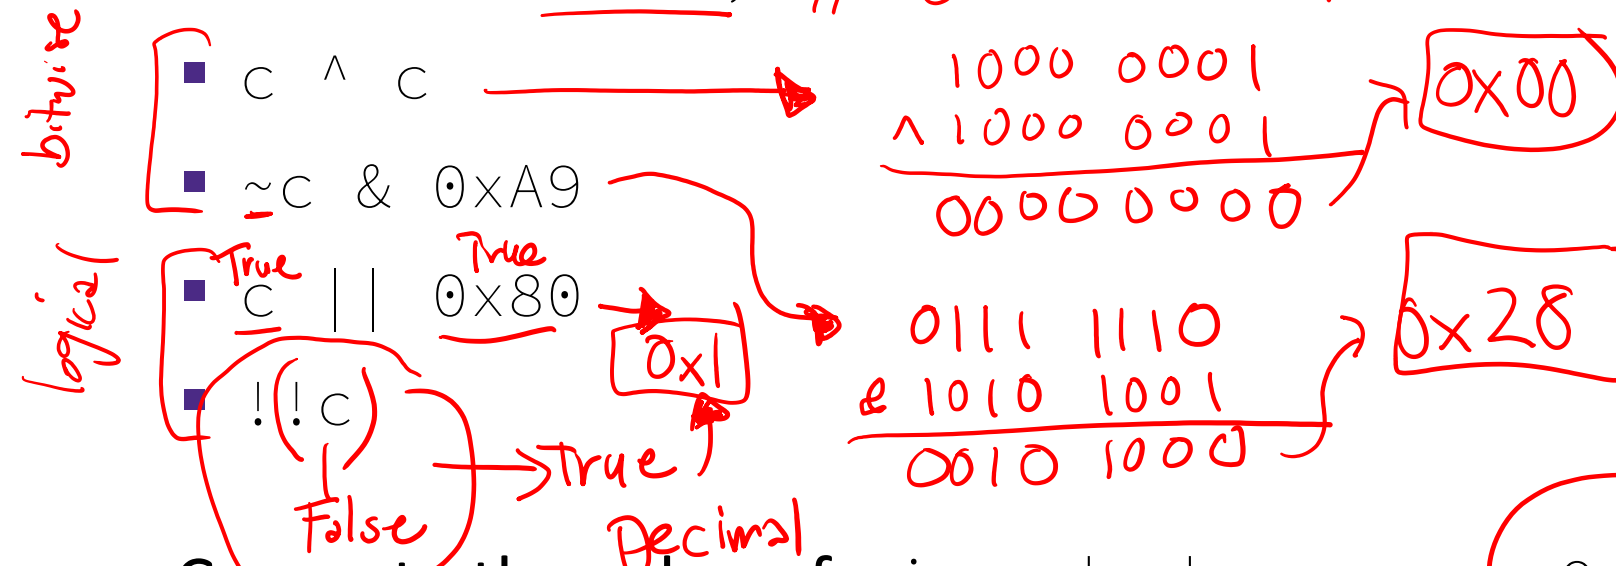 bitwise
c ^ c
1000 0001
^ 1000 0001
0000 0000
0x00
~c & 0xA9
0111 1110
& 1010 1001
0010 1000
0x28
logical
True True
c || 0x80
0x1
!(!c)
False
True
Decimal